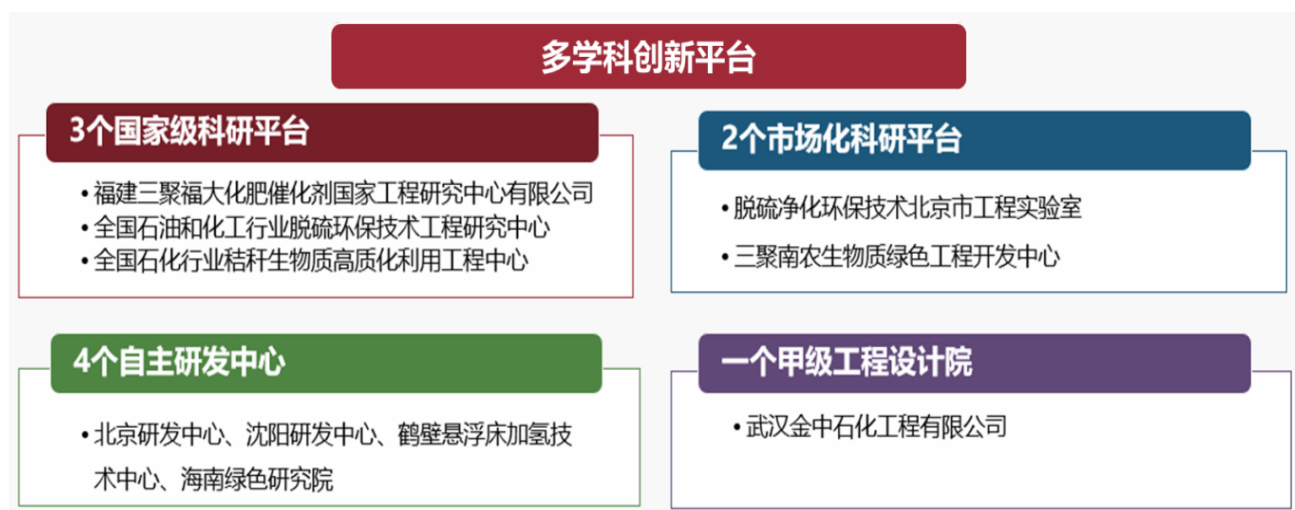 多学科创新平台
3个国家级科研平台
•福建三聚福大化肥催化剂国家工程研究中心有限公司
•全国石油和化工行业脱硫环保技术工程研究中心
•全国石化行业秸秆生物质高质化利用工程中心
2个市场化科研平台
•脱硫净化环保技术北京市工程实验室
•三聚南农生物质绿色工程开发中心
4个自主研发中心
•北京研发中心、沈阳研发中心、鹤壁悬浮床加氢技
术中心、海南绿色研究院
一个甲级工程设计院
•武汉金中石化工程有限公司